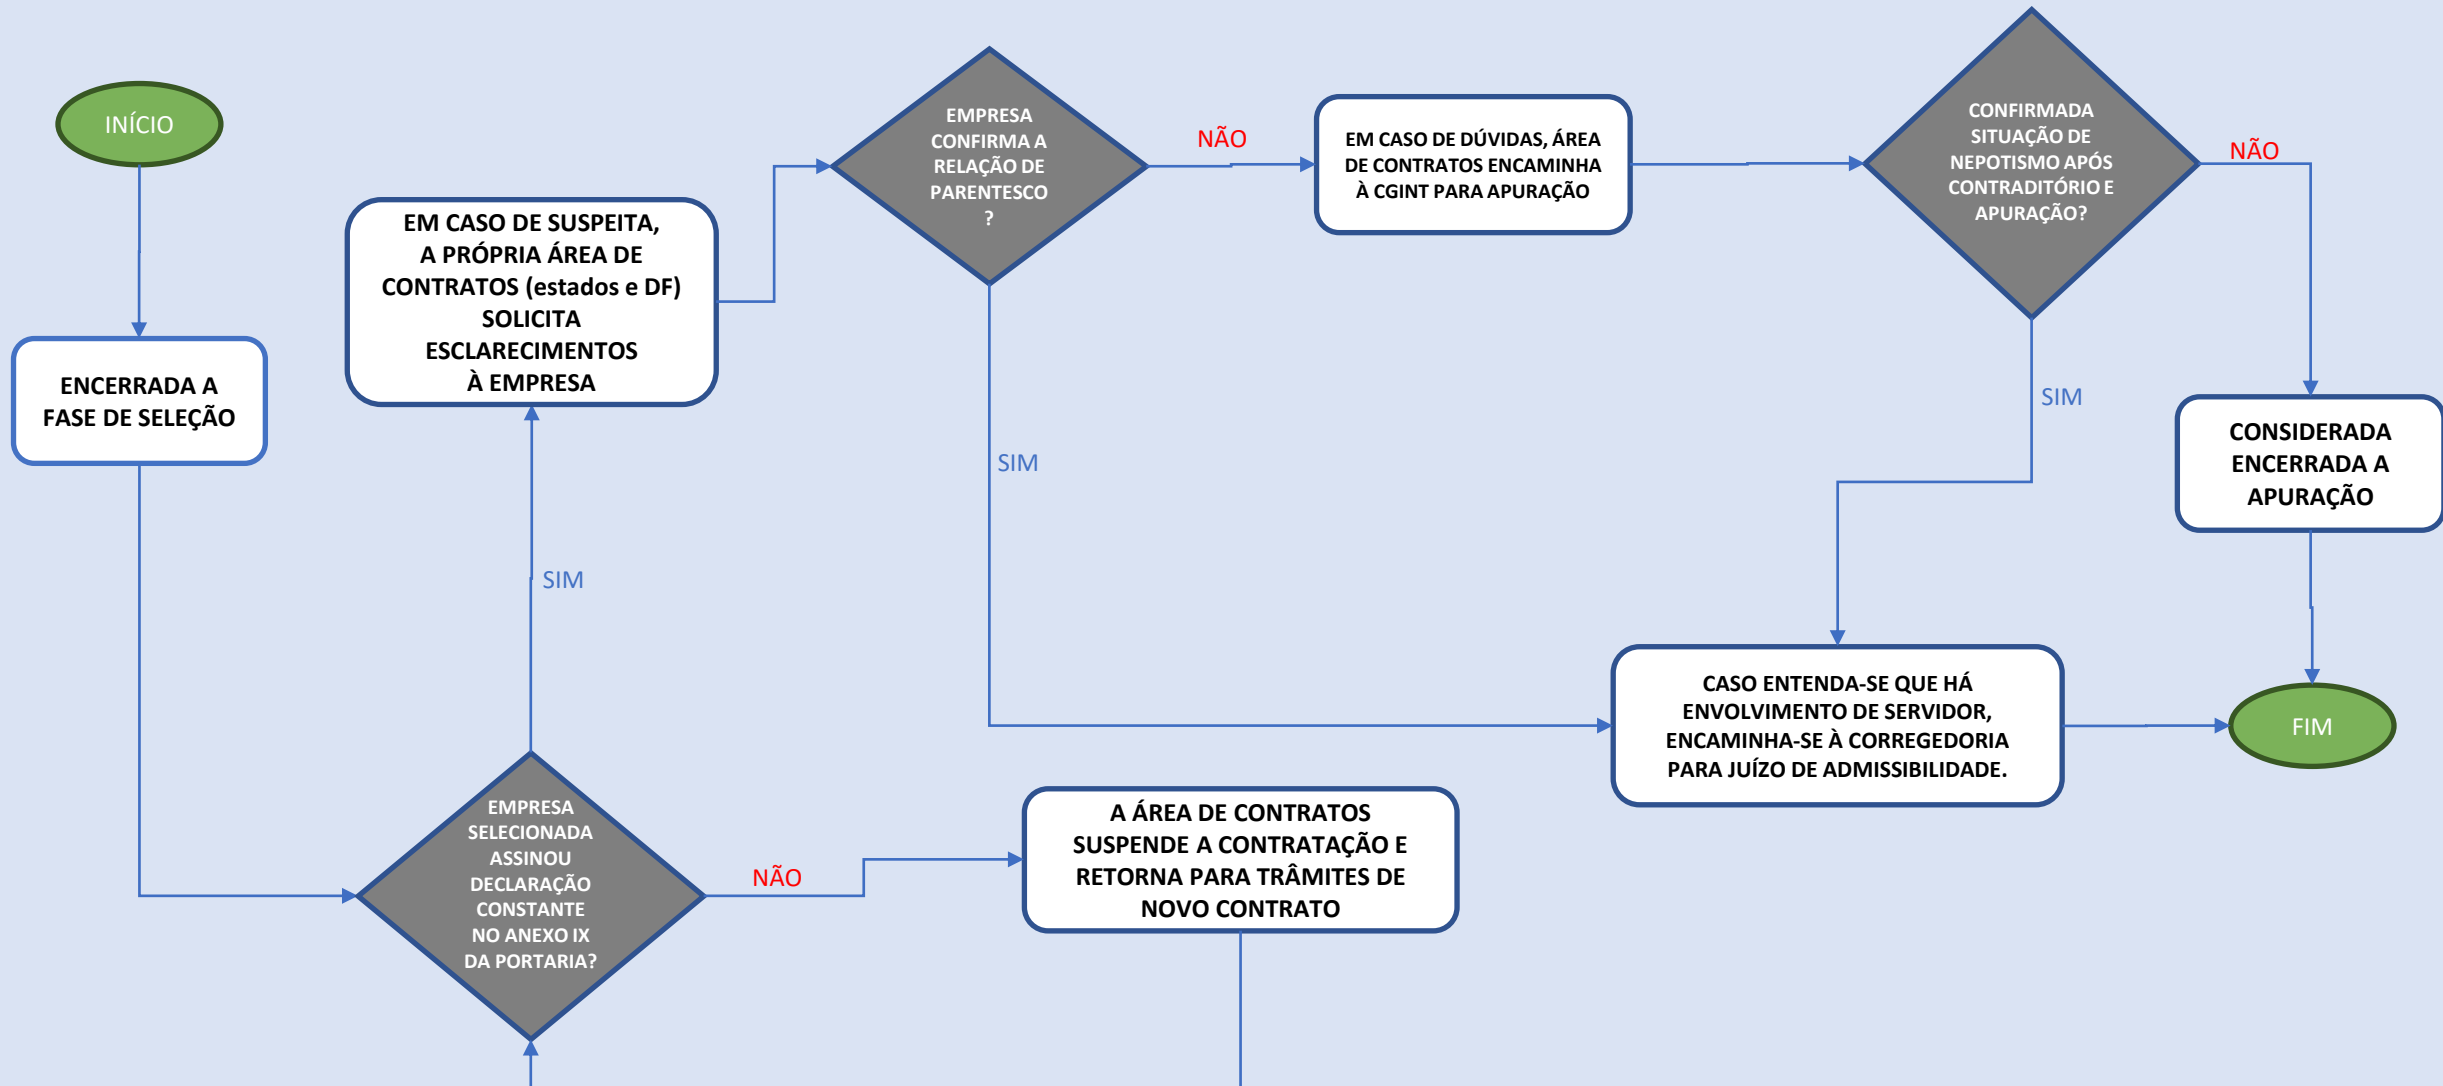 INÍCIO
ENCERRADA A
FASE DE SELEÇÃO
EM CASO DE SUSPEITA,
A PRÓPRIA ÁREA DE
CONTRATOS (estados e DF)
SOLICITA
ESCLARECIMENTOS
À EMPRESA
SIM
EMPRESA
SELECIONADA
ASSINOU
DECLARAÇÃO
CONSTANTE
NO ANEXO IX
DA PORTARIA?
NÃO
A ÁREA DE CONTRATOS
SUSPENDE A CONTRATAÇÃO E
RETORNA PARA TRÂMITES DE
NOVO CONTRATO
EMPRESA
CONFIRMA A
RELAÇÃO DE
PARENTESCO
?
NÃO
SIM
EM CASO DE DÚVIDAS, ÁREA
DE CONTRATOS ENCAMINHA
À CGINT PARA APURAÇÃO
CONFIRMADA
SITUAÇÃO DE
NEPOTISMO APÓS
CONTRADITÓRIO E
APURAÇÃO?
NÃO
SIM
CONSIDERADA
ENCERRADA A
APURAÇÃO
CASO ENTENDA-SE QUE HÁ
ENVOLVIMENTO DE SERVIDOR,
ENCAMINHA-SE À CORREGEDORIA
PARA JUÍZO DE ADMISSIBILIDADE.
FIM